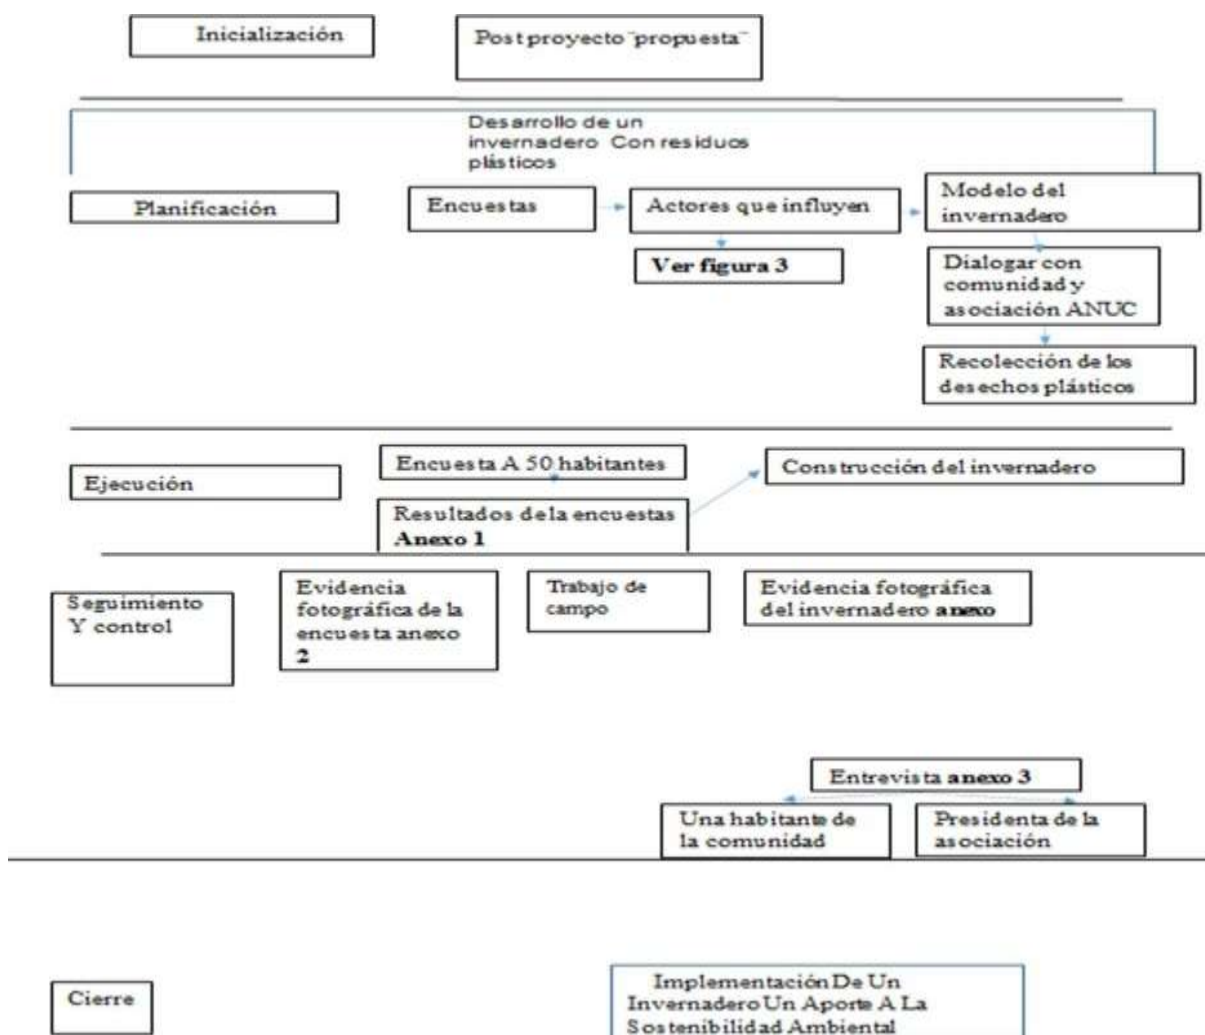 Inicialización
Post proyecto ¨propuesta¨
Desarrollo de un
invernadero Con residuos
plásticos
Planificación
Encuestas
Actores que influyen
Modelo del
invernadero
Ver figura 3
Dialogar con
comunidad y
asociación ANUC
Recolección de los
desechos plásticos
Ejecución
Encuesta A 50 habitantes
Construcción del invernadero
Resultados dela encuestas
Anexo 1
Seguimiento
Y control
Evidencia
fotográfica de la
encuesta anexo
2
Trabajo de
campo
Evidencia fotográfica
del invernadero anexo
Entrevista anexo 3
Una habitante de
la comunidad
Presidenta de la
asociación
Cierre
Implementación De Un
Invernadero Un Aporte A La
Sostenibilidad Ambiental